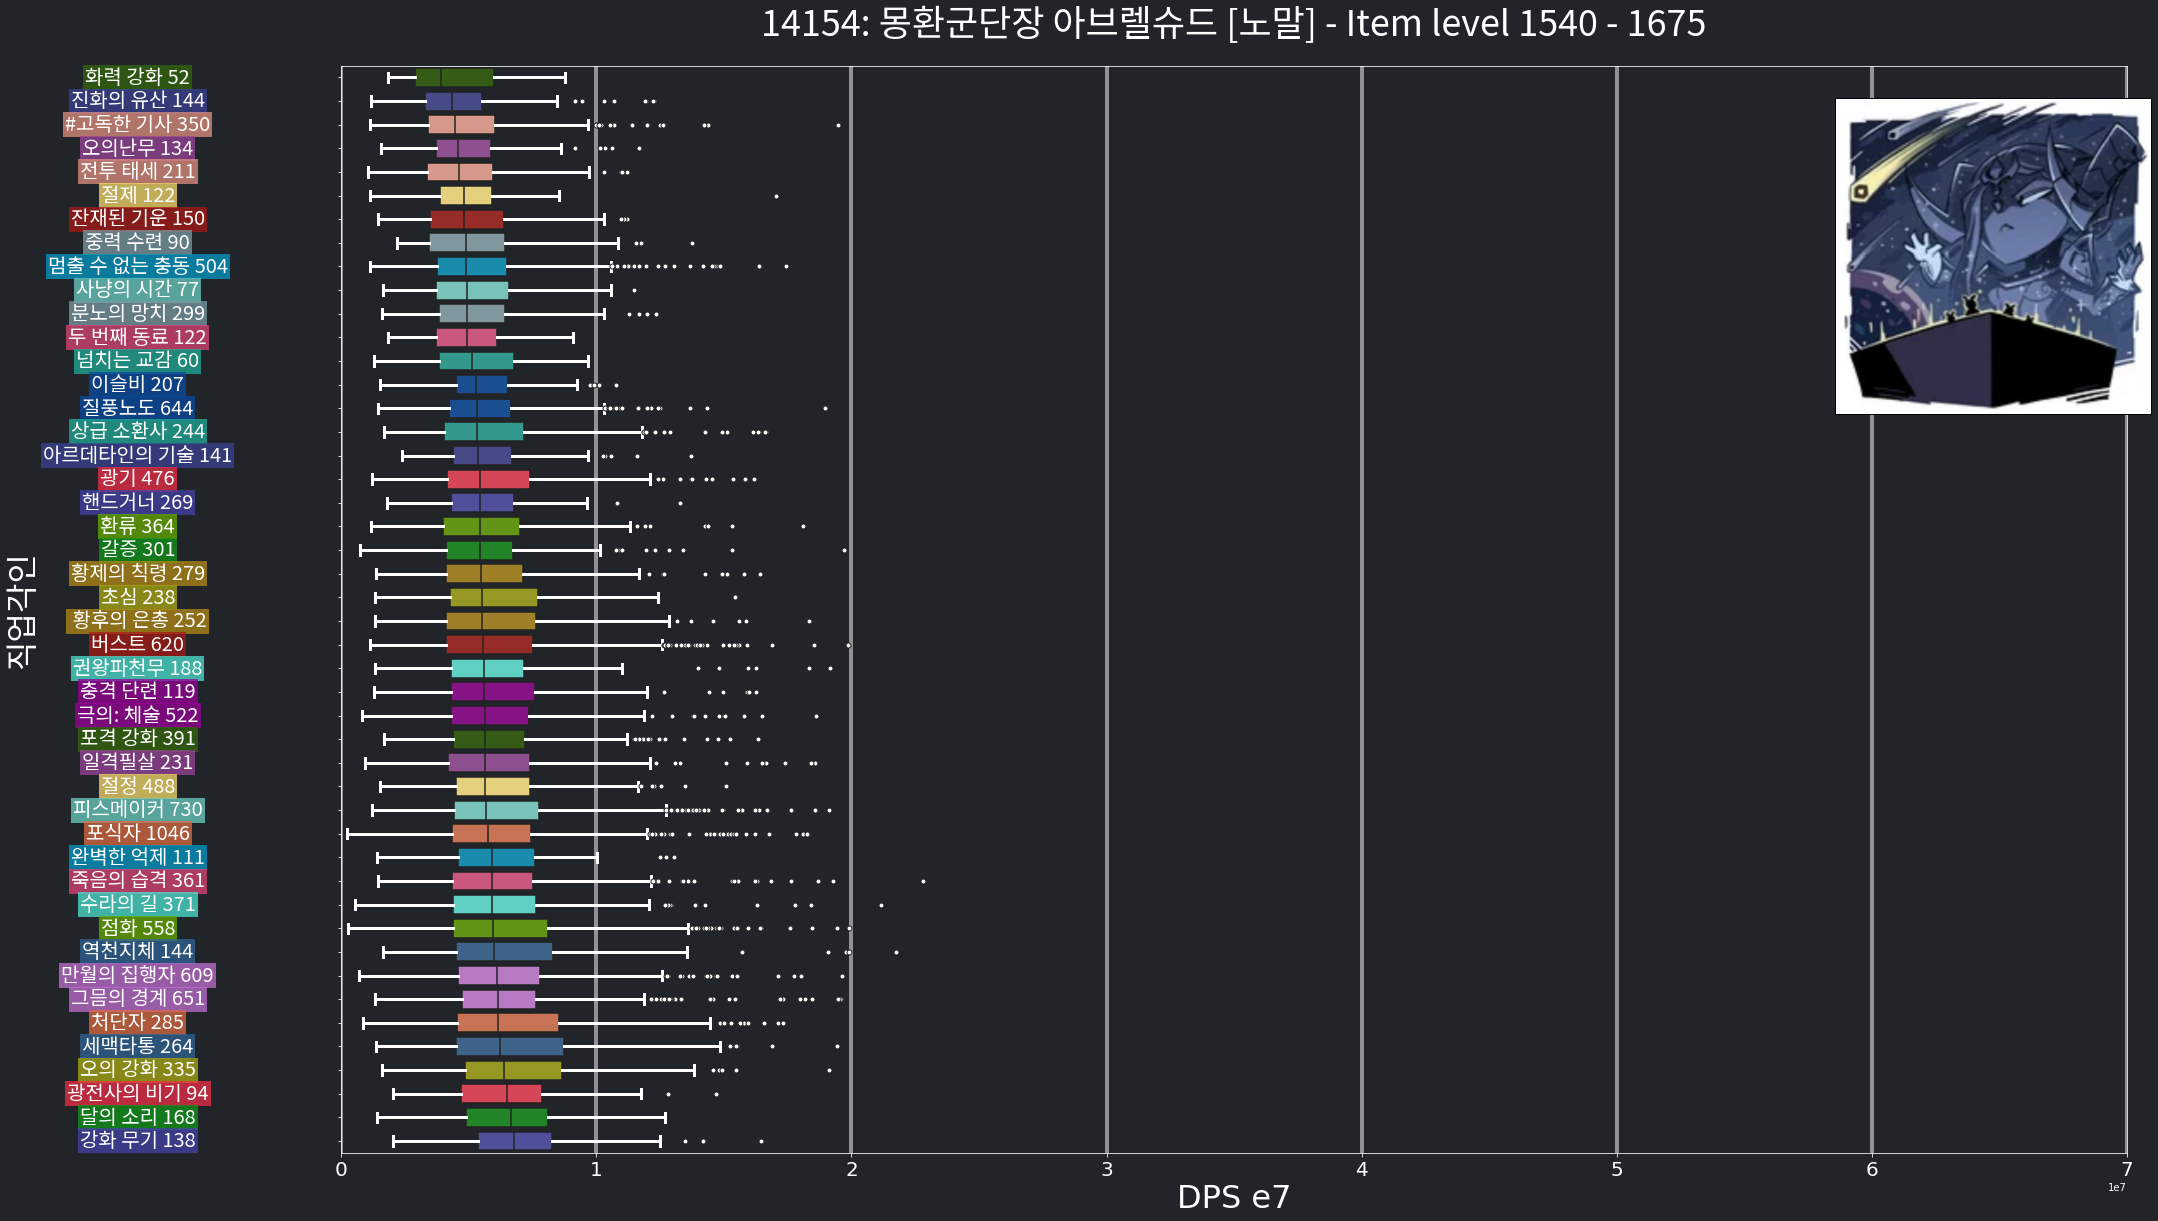 14154: 몽환군단장 아브렐슈드 [노말] - Item level 1540 - 1675
직업각인
화력 강화 52
진화의 유산 144
#고독한 기사 350
오의난무 134
전투 태세 211
절제 122
잔재된 기운 150
중력 수련 90
멈출 수 없는 충동 504
사냥의 시간 77
분노의 망치 299
두 번째 동료 122
넘치는 교감 60
이슬비 207
질풍노도 644
상급 소환사 244
아르데타인의 기술 141
광기 476
핸드거너 269
환류 364
갈증 301
황제의 칙령 279
초심 238
황후의 은총 252
버스트 620
권왕파천무 188
충격 단련 119
극의: 체술 522
포격 강화 391
일격필살 231
절정 488
피스메이커 730
포식자 1046
완벽한 억제 111
죽음의 습격 361
수라의 길 371
점화 558
역천지체 144
만월의 집행자 609
그믐의 경계 651
처단자 285
세맥타통 264
오의 강화 335
광전사의 비기 94
달의 소리 168
강화 무기 138
0 1 2 3 4 5 6 7
1e7
DPS e7